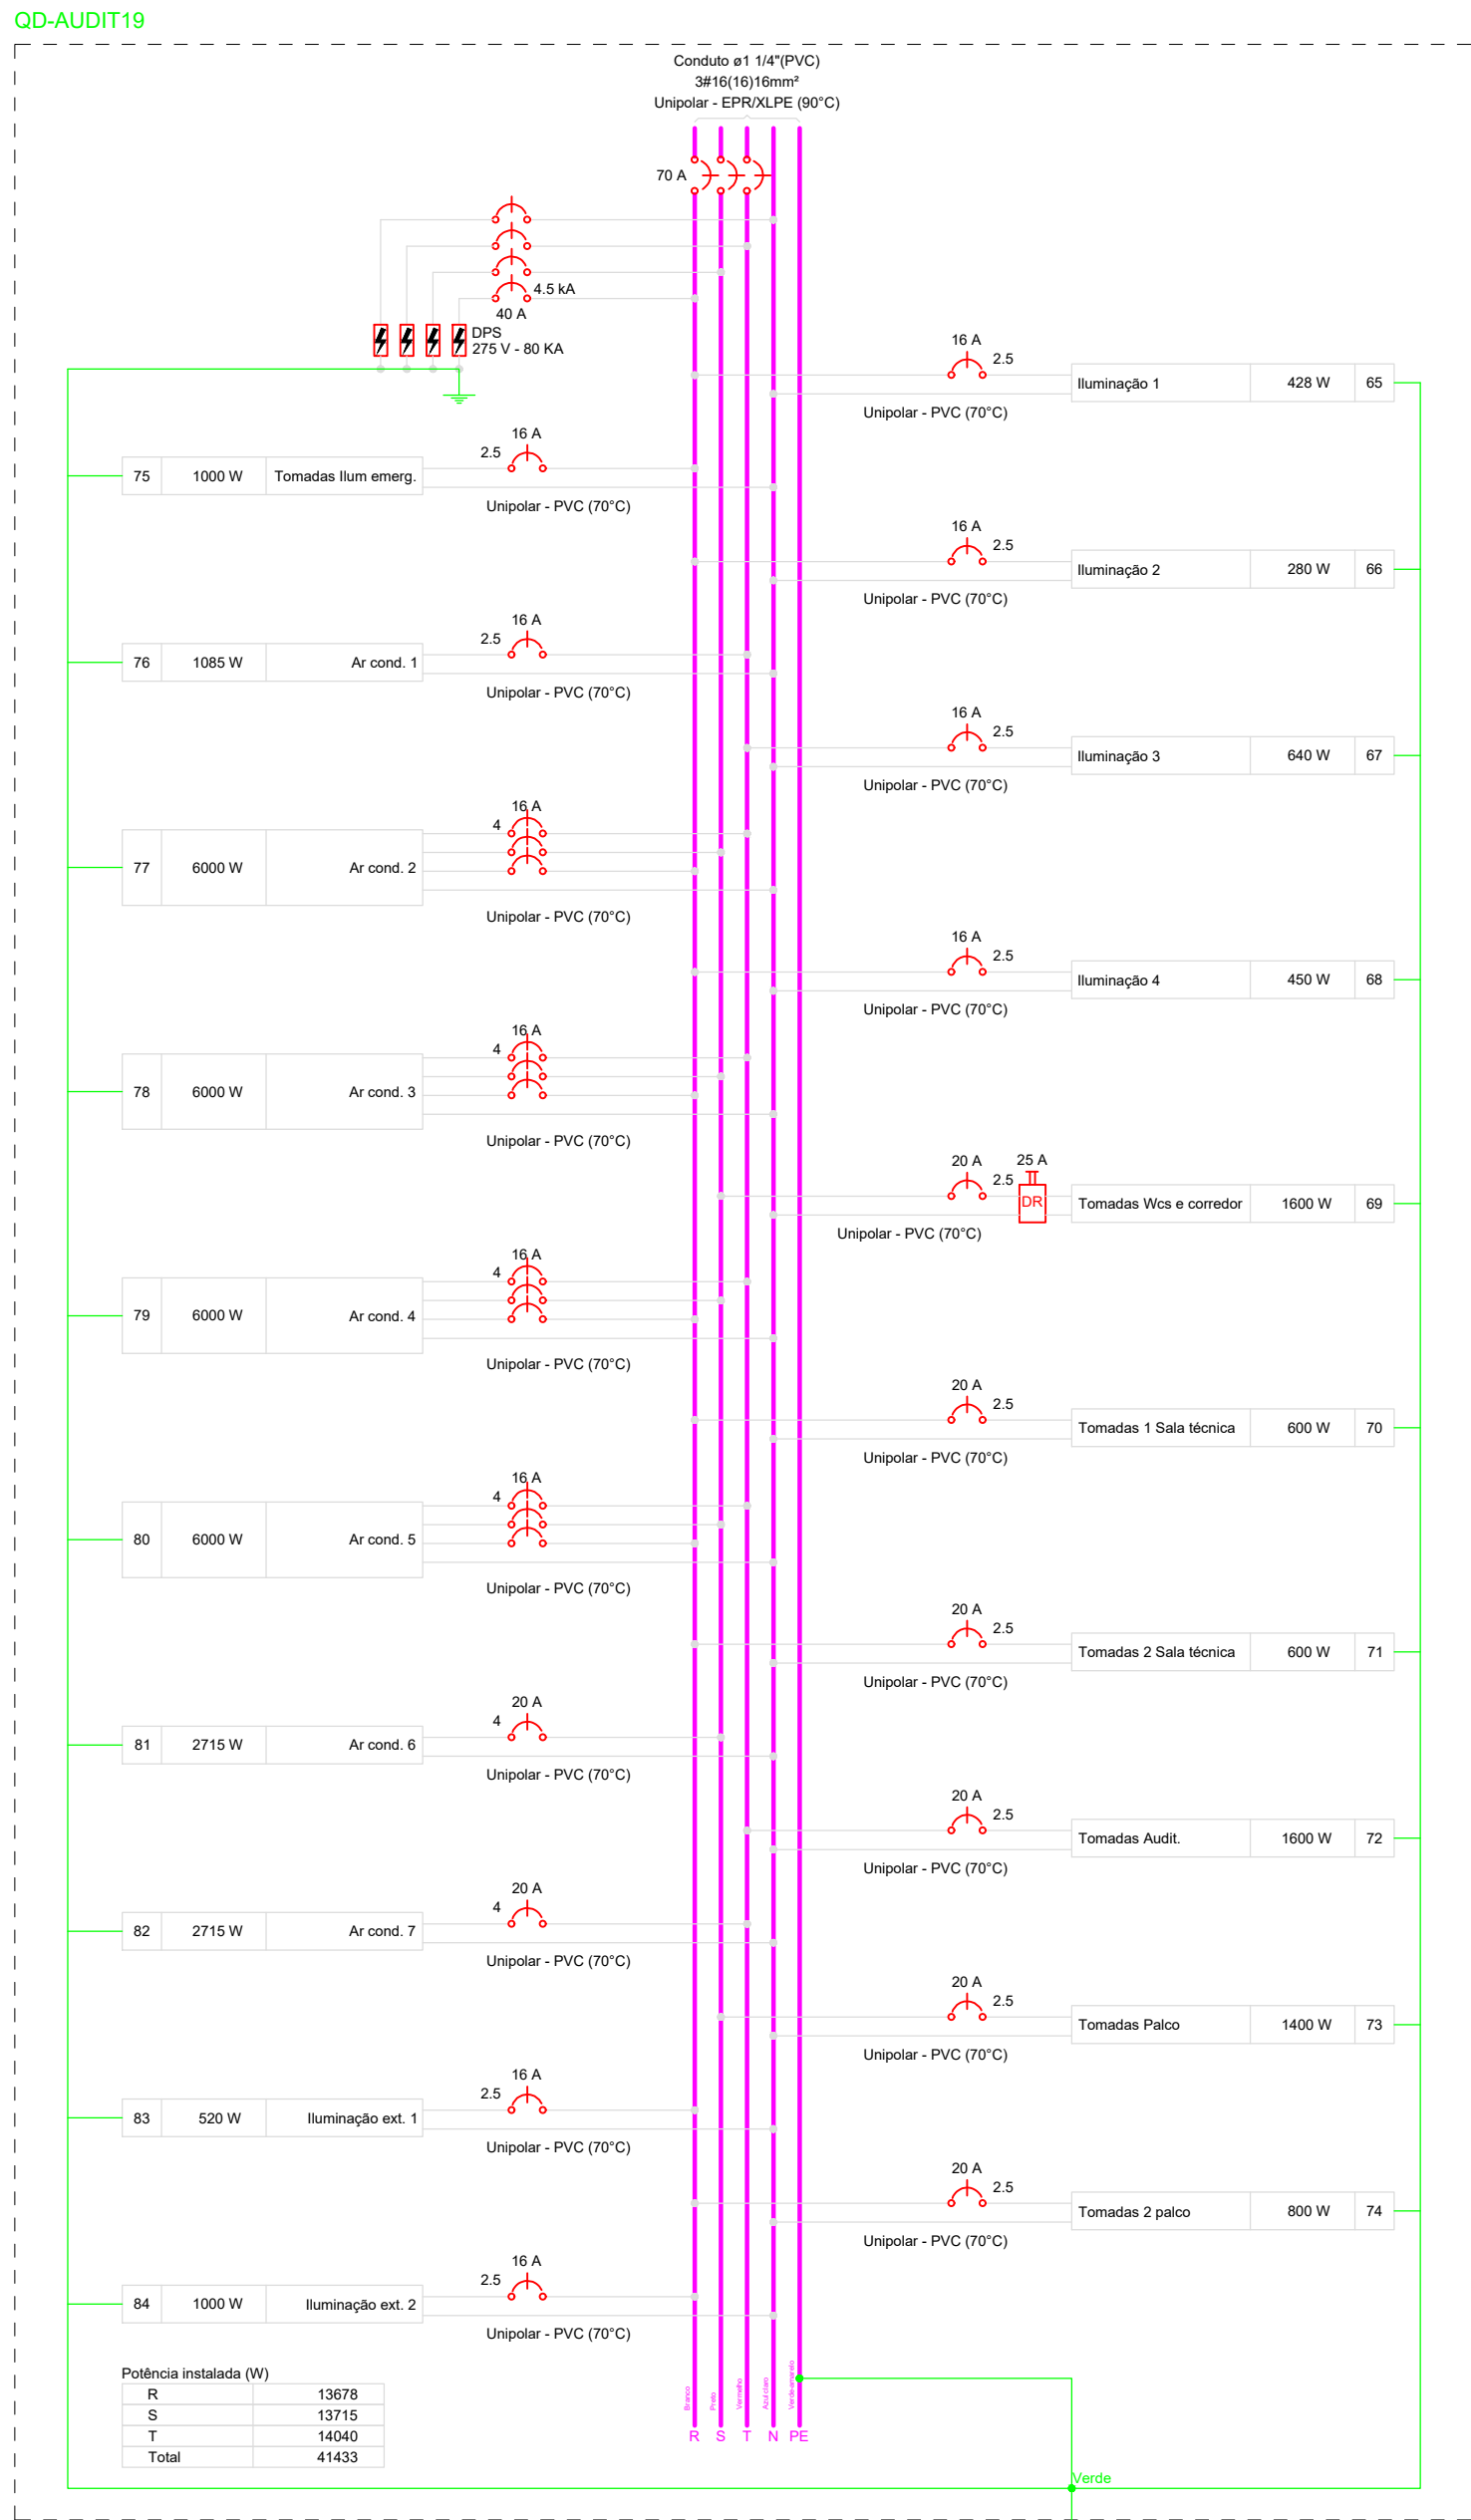 QD-AUDIT19
Conduto ø1 1/4"(PVC)
3#16(16)16mm²
Unipolar - EPR/XLPE (90°C)
70 A
4.5 kA
40 A
DPS
275 V - 80 KA
16 A
2.5
Iluminação 1 428 W 65
Unipolar - PVC (70°C)
16 A
2.5
75 1000 W Tomadas Ilum emerg.
Unipolar - PVC (70°C)
16 A
2.5
Iluminação 2 280 W 66
Unipolar - PVC (70°C)
16 A
2.5
76 1085 W Ar cond. 1
Unipolar - PVC (70°C)
16 A
2.5
Iluminação 3 640 W 67
Unipolar - PVC (70°C)
16 A
4
77 6000 W Ar cond. 2
Unipolar - PVC (70°C)
16 A
2.5
Iluminação 4 450 W 68
Unipolar - PVC (70°C)
16 A
4
78 6000 W Ar cond. 3
Unipolar - PVC (70°C)
20 A 25 A
2.5
DR
Tomadas Wcs e corredor 1600 W 69
Unipolar - PVC (70°C)
16 A
4
79 6000 W Ar cond. 4
Unipolar - PVC (70°C)
20 A
2.5
Tomadas 1 Sala técnica 600 W 70
Unipolar - PVC (70°C)
16 A
4
80 6000 W Ar cond. 5
Unipolar - PVC (70°C)
20 A
2.5
Tomadas 2 Sala técnica 600 W 71
Unipolar - PVC (70°C)
20 A
4
81 2715 W Ar cond. 6
Unipolar - PVC (70°C)
20 A
2.5
Tomadas Audit. 1600 W 72
Unipolar - PVC (70°C)
20 A
4
82 2715 W Ar cond. 7
Unipolar - PVC (70°C)
20 A
2.5
Tomadas Palco 1400 W 73
Unipolar - PVC (70°C)
16 A
2.5
83 520 W Iluminação ext. 1
Unipolar - PVC (70°C)
20 A
2.5
Tomadas 2 palco 800 W 74
Unipolar - PVC (70°C)
16 A
2.5
84 1000 W Iluminação ext. 2
Unipolar - PVC (70°C)
Potência instalada (W)
R 13678
S 13715
T 14040
Total 41433
Branco
Preto
Vermelho
Azul claro
Verde-amarelo
R S T N PE
Verde